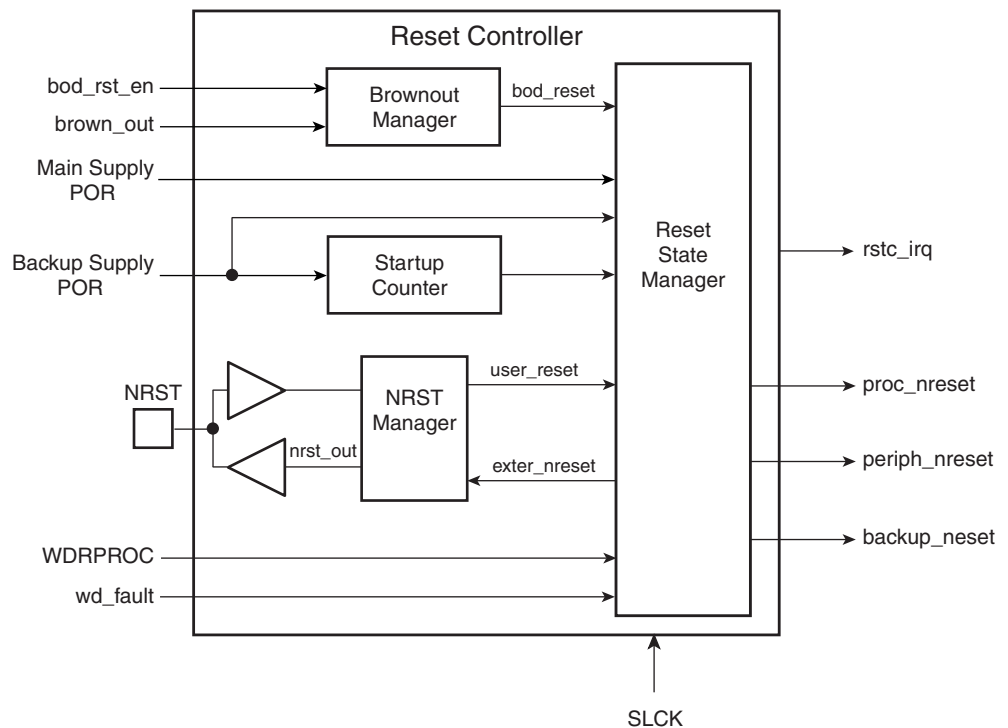 Reset Controller
bod_rst_en
brown_out
Brownout
Manager
bod_reset
Main Supply
POR
Backup Supply
POR
Startup
Counter
Reset
State
Manager
rstc_irq
NRST
NRST
Manager
user_reset
nrst_out
exter_nreset
proc_nreset
periph_nreset
backup_neset
WDRPROC
wd_fault
SLCK